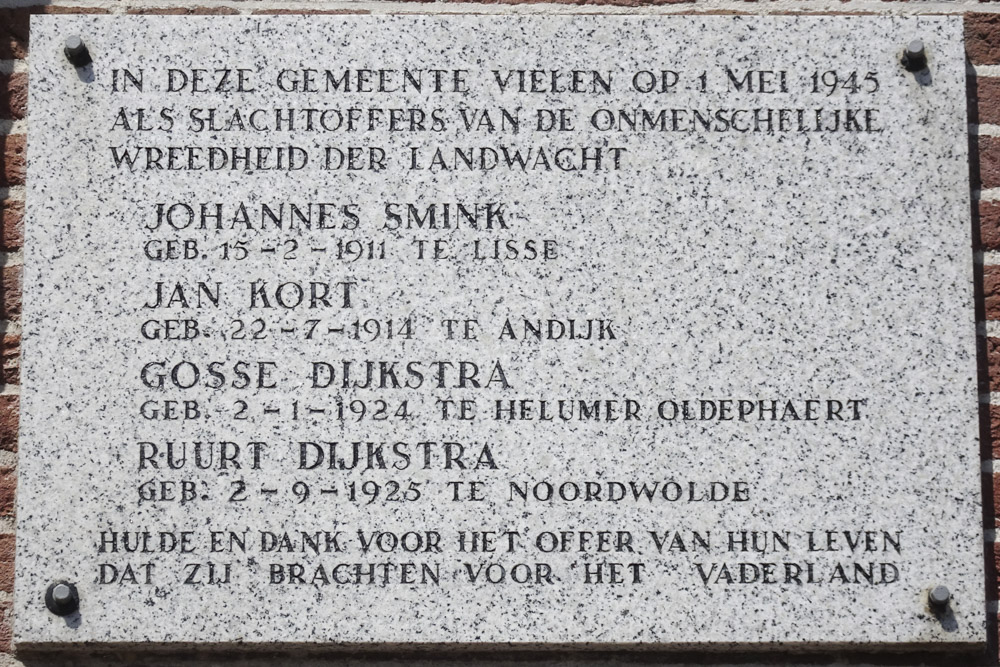 IN DEZE GEMEENTE VIELEN OP 1 MEI 1945
ALS SLACHTOFFERS VAN DE ONMENSCHELIJKE
WREEDHEID DER LANDWACHT
JOHANNES SMINK
GEB. 15-2-1911 TE LISSE
JAN KORT
GEB. 22-7-1914 TE ANDIJK
GOSSE DIJKSTRA
GEB. 2-1-1924 TE HELUMER OLDEPHAERT
RUURT DIJKSTRA
GEB. 2-9-1925 TE NOORDWOLDE
HULDE EN DANK VOOR HET OFFER VAN HUN LEVEN
DAT ZIJ BRACHTEN VOOR HET VADERLAND